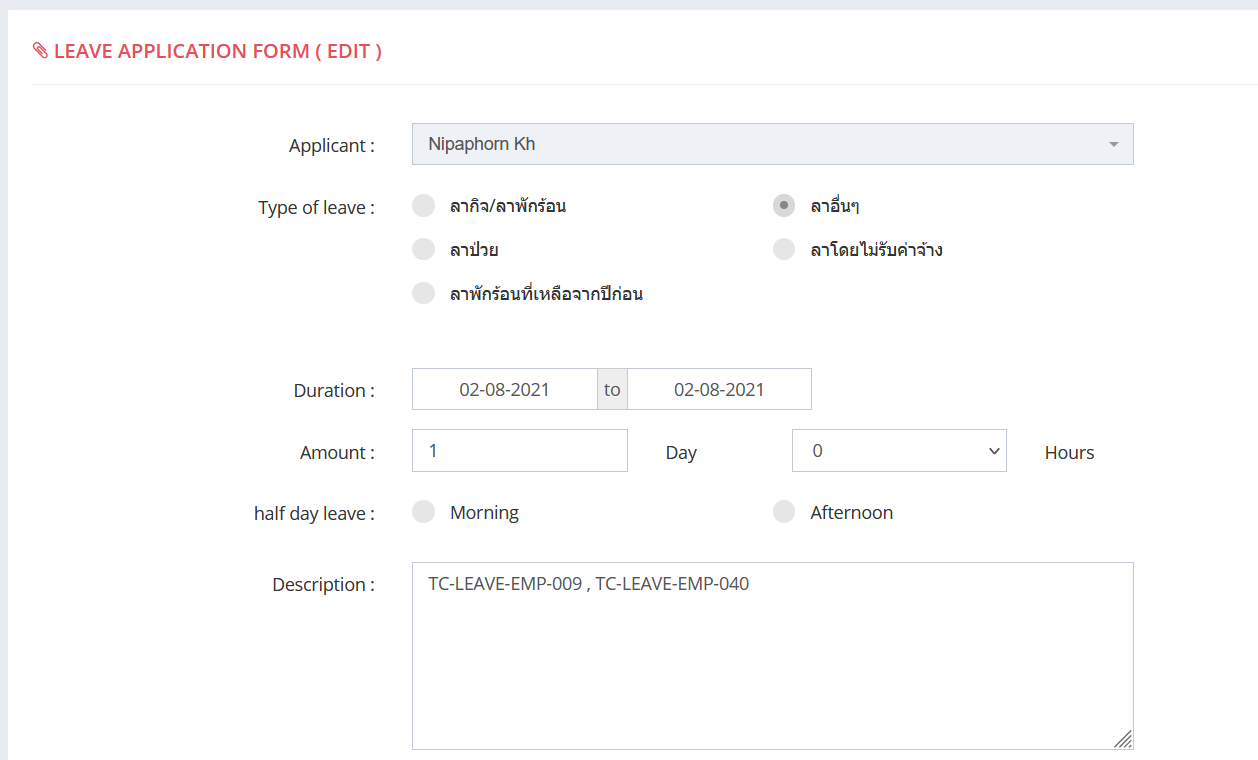 LEAVE APPLICATION FORM ( EDIT )
Applicant : Nipaphorn Kh
Type of leave : ลากิจ/ลาพักร้อน ลาอื่นๆ
ลาป่วย ลาโดยไม่รับค่าจ้าง
ลาพักร้อนที่เหลือจากปีก่อน
Duration : 02-08-2021 to 02-08-2021
Amount : 1 Day 0 Hours
half day leave : Morning Afternoon
Description : TC-LEAVE-EMP-009 , TC-LEAVE-EMP-040